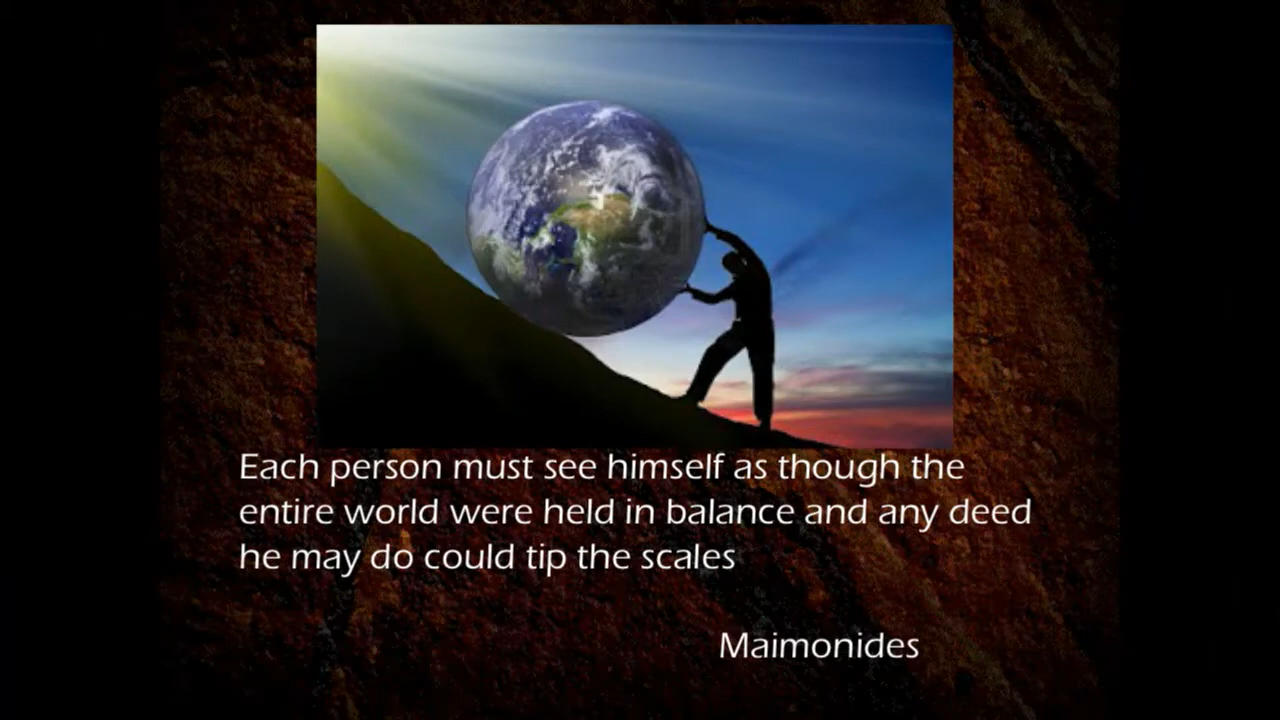 Each person must see himself as though the
entire world were held in balance and any deed
he may do could tip the scales
Maimonides